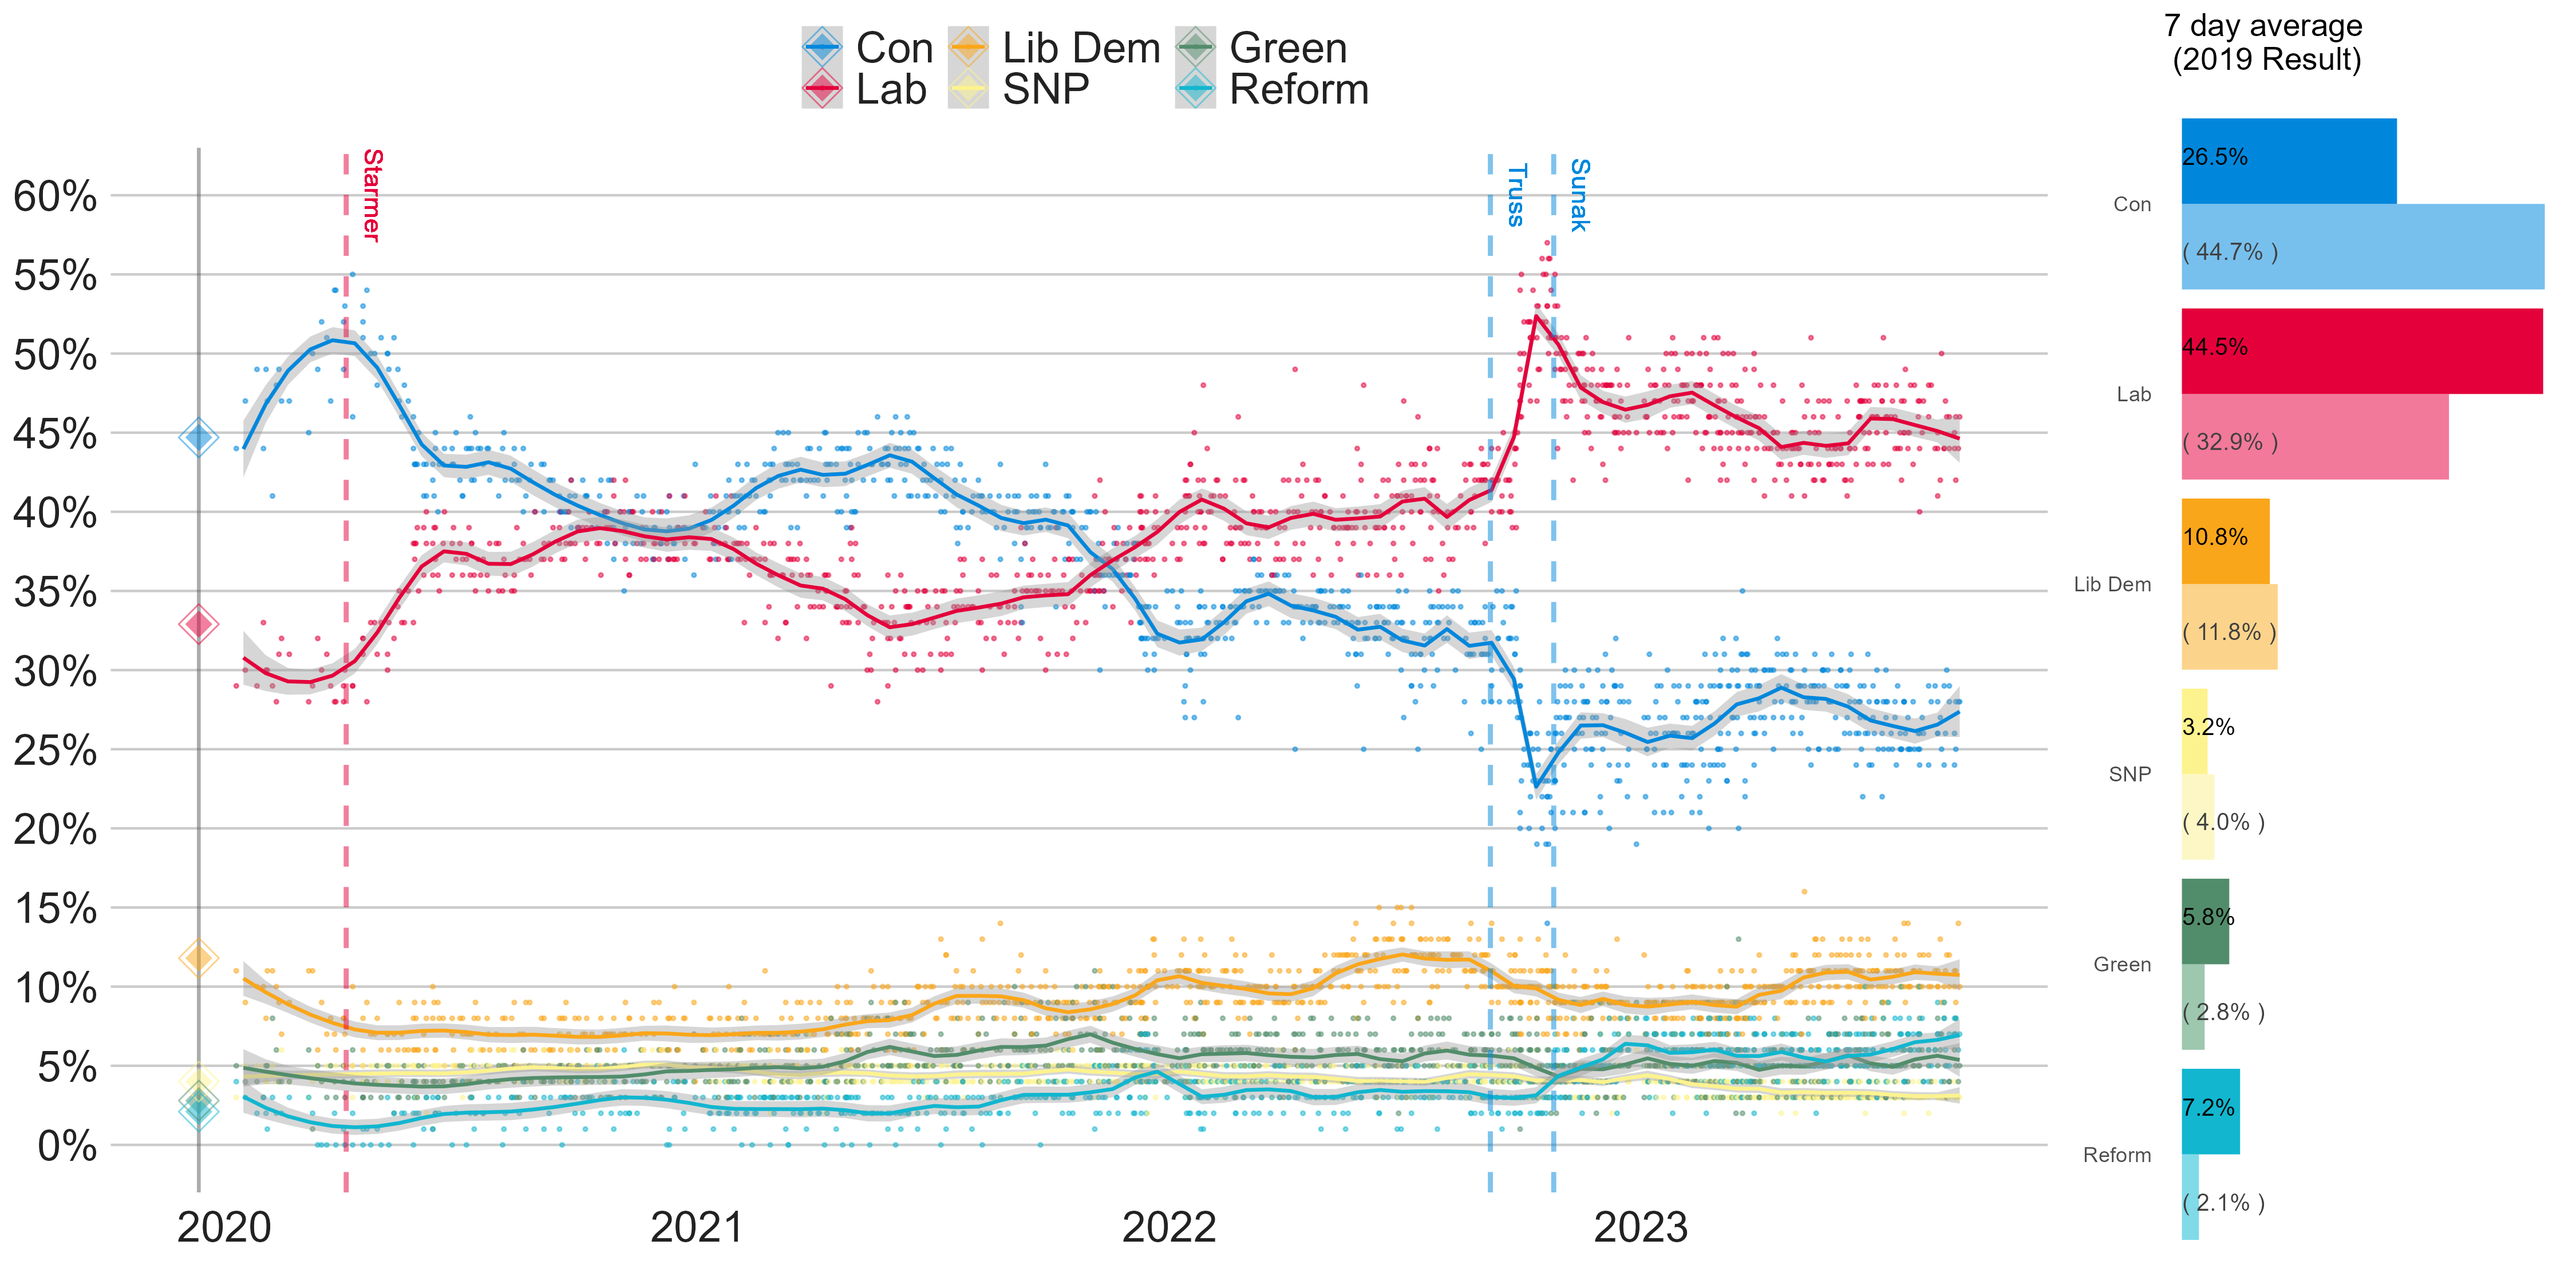 Con Lib Dem Green
Lab SNP Reform
7 day average
(2019 Result)
Starmer
Truss
Sunak
60%
55%
50%
45%
40%
35%
30%
25%
20%
15%
10%
5%
0%
2020 2021 2022 2023
26.5%
Con
( 44.7% )
44.5%
Lab
( 32.9% )
10.8%
Lib Dem
( 11.8% )
3.2%
SNP
( 4.0% )
5.8%
Green
( 2.8% )
7.2%
Reform
( 2.1% )